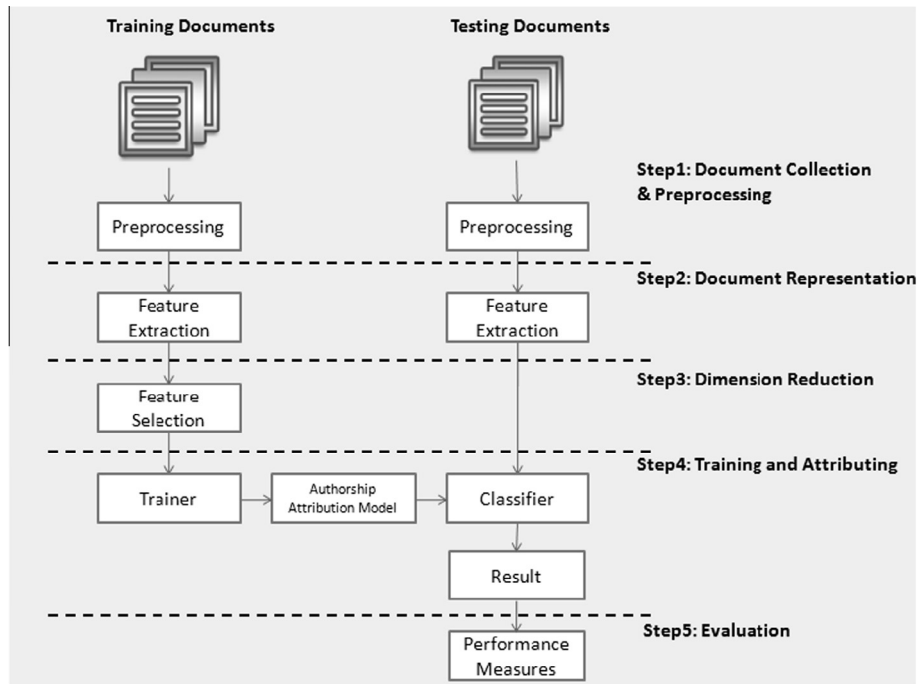 Training Documents
Testing Documents
Step1: Document Collection
& Preprocessing
Preprocessing
Preprocessing
Step2: Document Representation
Feature
Extraction
Feature
Extraction
Step3: Dimension Reduction
Feature
Selection
Step4: Training and Attributing
Trainer
Authorship
Attribution Model
Classifier
Result
Step5: Evaluation
Performance
Measures